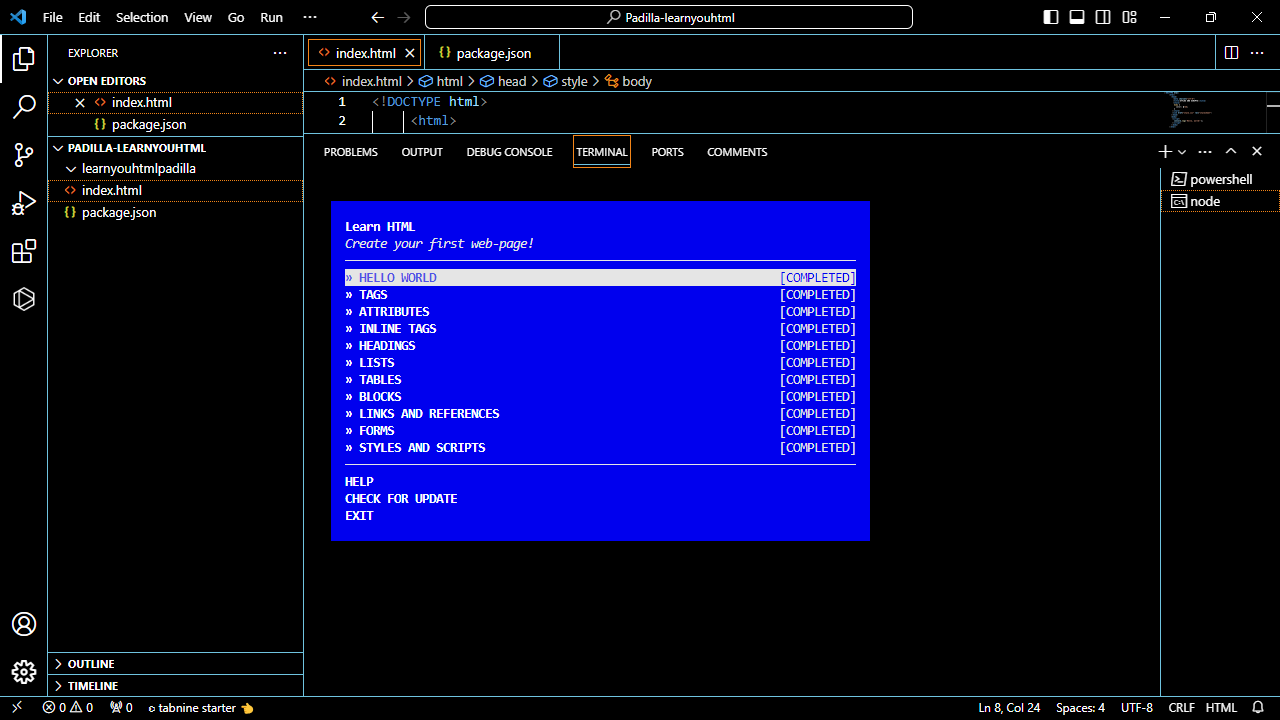 File Edit Selection View Go Run ···
Padilla-learnyouhtml
EXPLORER ···
OPEN EDITORS
index.html
package.json
PADILLA-LEARNYOUHTML
learnyouhtmlpadilla
index.html
package.json
OUTLINE
TIMELINE
index.html package.json
index.html > html > head > style > body
1 <!DOCTYPE html>
2 <html>
PROBLEMS OUTPUT DEBUG CONSOLE TERMINAL PORTS COMMENTS
powershell
node
Learn HTML
Create your first web-page!
» HELLO WORLD [COMPLETED]
» TAGS [COMPLETED]
» ATTRIBUTES [COMPLETED]
» INLINE TAGS [COMPLETED]
» HEADINGS [COMPLETED]
» LISTS [COMPLETED]
» TABLES [COMPLETED]
» BLOCKS [COMPLETED]
» LINKS AND REFERENCES [COMPLETED]
» FORMS [COMPLETED]
» STYLES AND SCRIPTS [COMPLETED]
HELP
CHECK FOR UPDATE
EXIT
0 0 0 tabnine starter 👈 Ln 8, Col 24 Spaces: 4 UTF-8 CRLF HTML